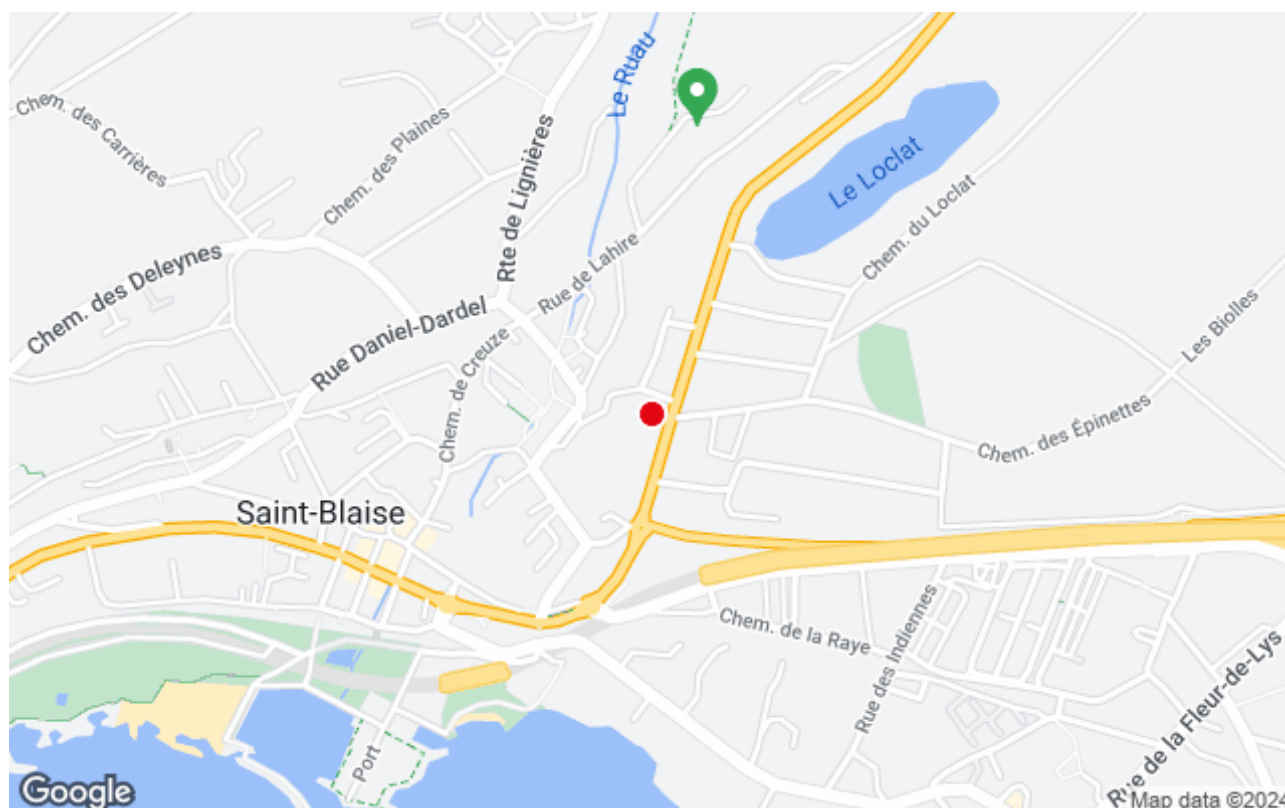 Le Ruau
Chem. des Carrières
Chem. des Plaines
Rte de Lignières
Le Loclat
Chem. du Loclat
Chem. des Deleynes
Rue de Lahire
Rue Daniel-Dardel
Les Biolles
Chem. de Creuze
Chem. des Épinettes
Saint-Blaise
Chem. de la Raye
Rue des Indiennes
Rue de la Fleur-de-Lys
Port
Google
Map data ©2024